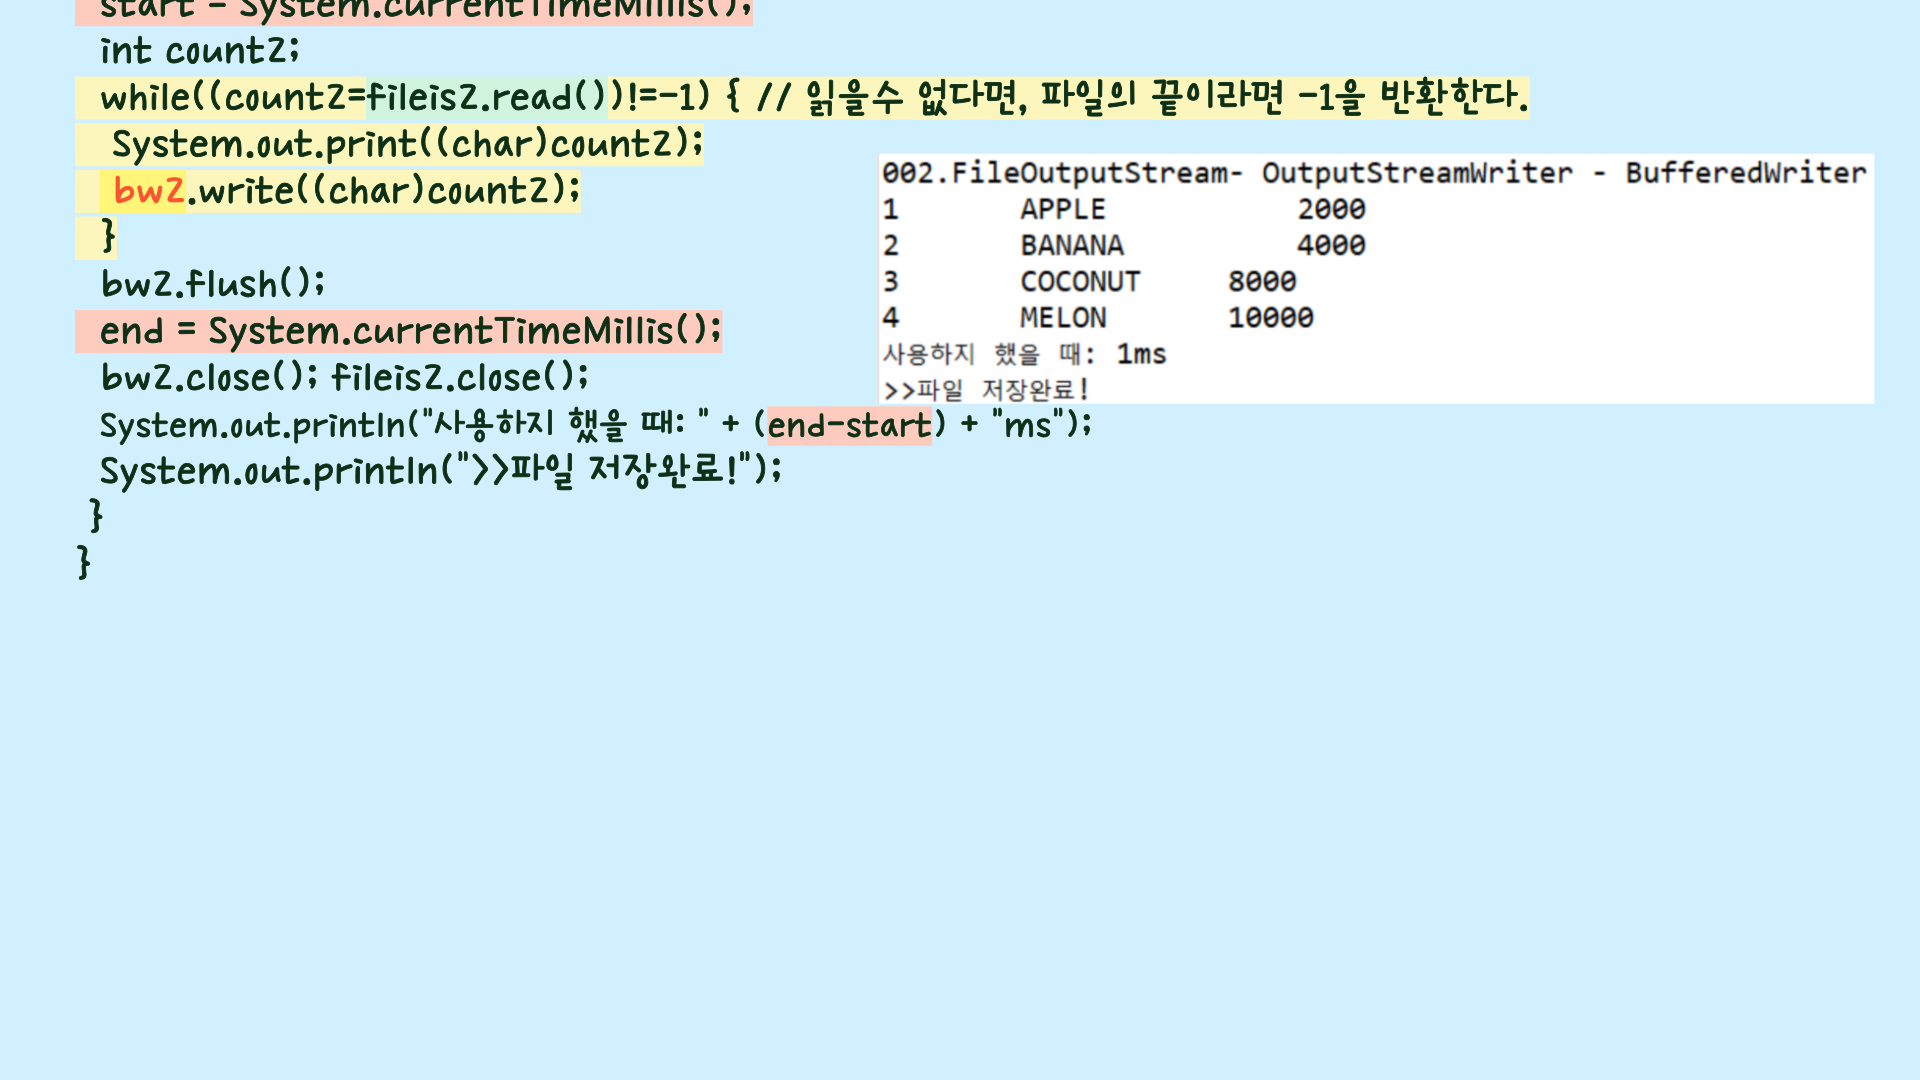 start = System.currentTimeMillis();
int count2;
while((count2=fileis2.read())!=-1) { // 읽을수 없다면, 파일의 끝이라면 -1을 반환한다.
System.out.print((char)count2);
bw2.write((char)count2);
}
bw2.flush();
end = System.currentTimeMillis();
bw2.close(); fileis2.close();
System.out.println("사용하지 했을 때: " + (end-start) + "ms");
System.out.println(">>파일 저장완료!");
}
}
002.FileOutputStream- OutputStreamWriter - BufferedWriter
1 APPLE 2000
2 BANANA 4000
3 COCONUT 8000
4 MELON 10000
사용하지 했을 때: 1ms
>>파일 저장완료!